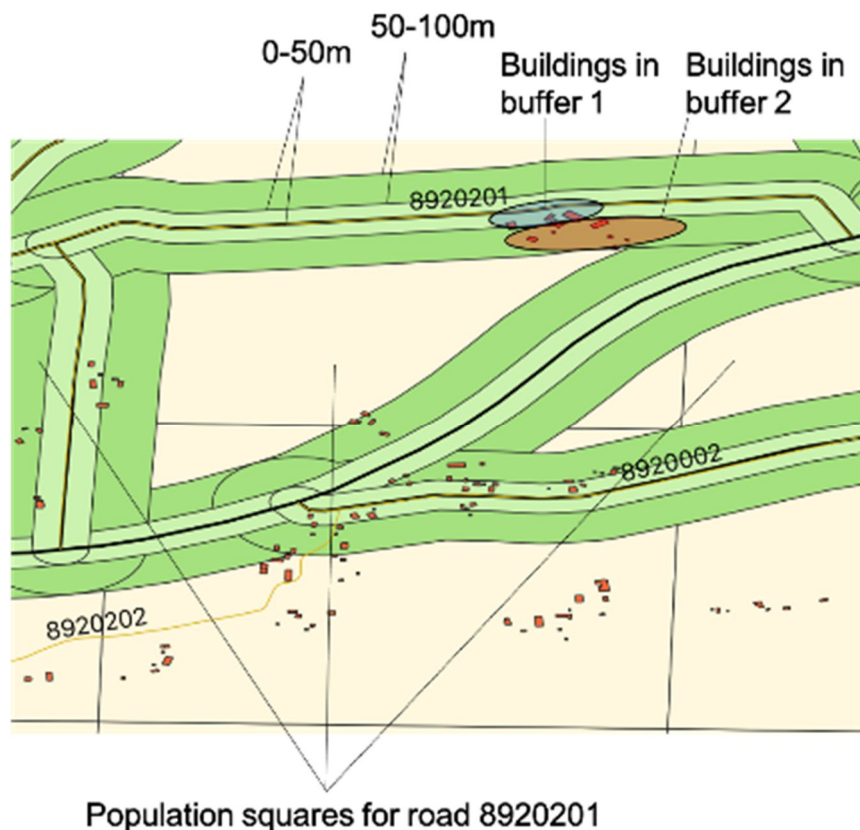 50-100m
0-50m
Buildings in
buffer 1
Buildings in
buffer 2
8920201
8920002
8920202
Population squares for road 8920201